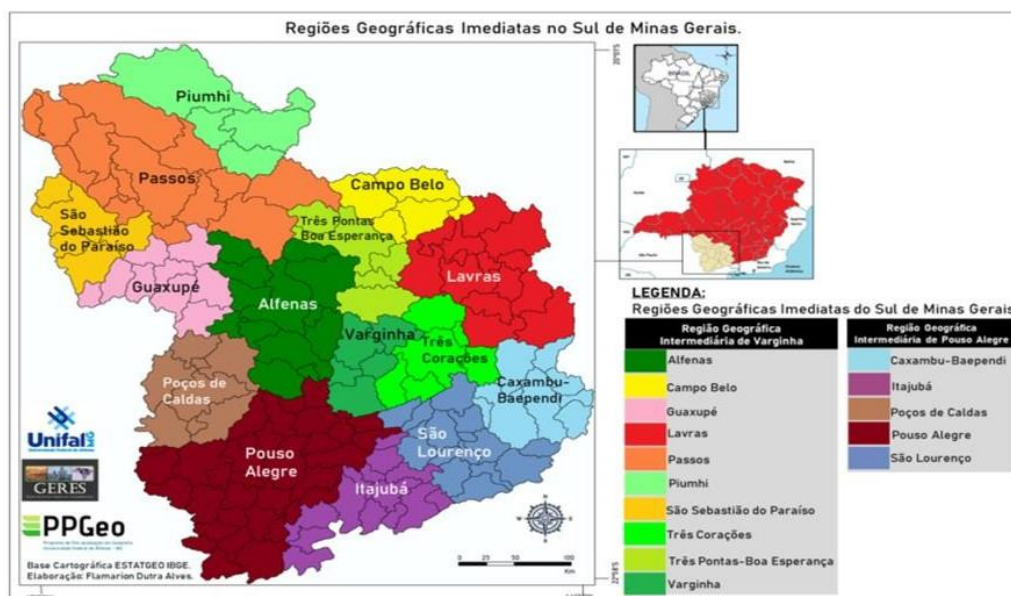 Regiões Geográficas Imediatas no Sul de Minas Gerais.
Piumhi
Passos
Campo Belo
São
Sebastião
do Paraíso
Três Pontas-
Boa Esperança
Lavras
Guaxupé
Alfenas
Varginha
Três
Corações
Poços de
Caldas
Caxambu-
Baependi
São
Lourenço
Pouso
Alegre
Itajubá
Unifal
GERES
PPGeo
Base Cartográfica ESTATGEO IBGE.
Elaboração: Flamarion Dutra Alves.
0 25 50 100
Km
LEGENDA:
Regiões Geográficas Imediatas do Sul de Minas Gerais
Região Geográfica
Intermediária de Varginha
Alfenas
Campo Belo
Guaxupé
Lavras
Passos
Piumhi
São Sebastião do Paraíso
Três Corações
Três Pontas-Boa Esperança
Varginha
Região Geográfica
Intermediária de Pouso Alegre
Caxambu-Baependi
Itajubá
Poços de Caldas
Pouso Alegre
São Lourenço